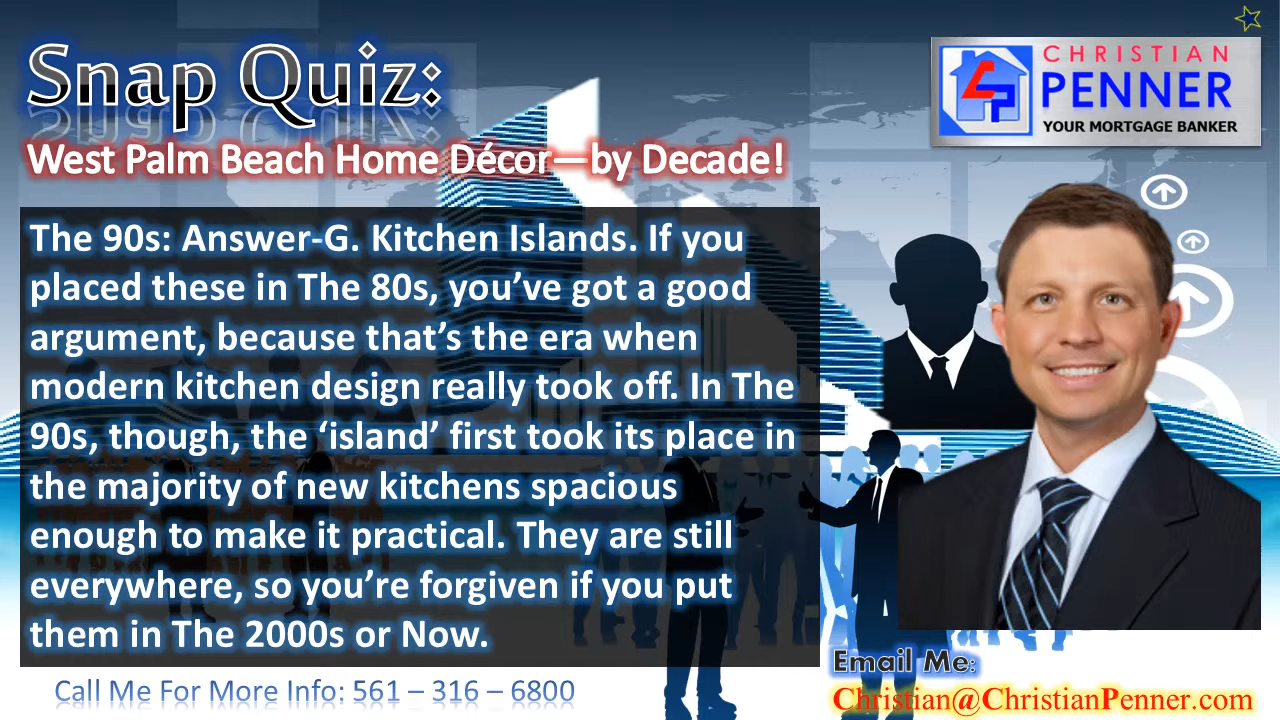 Snap Quiz:
CHRISTIAN
PENNER
YOUR MORTGAGE BANKER
West Palm Beach Home Décor—by Decade!
The 90s: Answer-G. Kitchen Islands. If you
placed these in The 80s, you’ve got a good
argument, because that’s the era when
modern kitchen design really took off. In The
90s, though, the ‘island’ first took its place in
the majority of new kitchens spacious
enough to make it practical. They are still
everywhere, so you’re forgiven if you put
them in The 2000s or Now.
Call Me For More Info: 561 – 316 – 6800
Email Me:
Christian@ChristianPenner.com